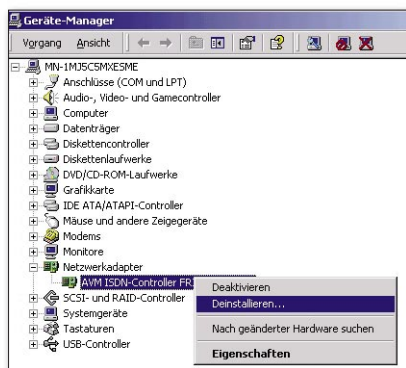 Geräte-Manager
Vorgang Ansicht
MN-1MJ5C5MXESME
Anschlüsse (COM und LPT)
Audio-, Video- und Gamecontroller
Computer
Datenträger
Diskettencontroller
Diskettenlaufwerke
DVD/CD-ROM-Laufwerke
Grafikkarte
IDE ATA/ATAPI-Controller
Mäuse und andere Zeigegeräte
Modems
Monitore
Netzwerkadapter
AVM ISDN-Controller FR
Deaktivieren
Deinstallieren...
Nach geänderter Hardware suchen
Eigenschaften
SCSI- und RAID-Controller
Systemgeräte
Tastaturen
USB-Controller